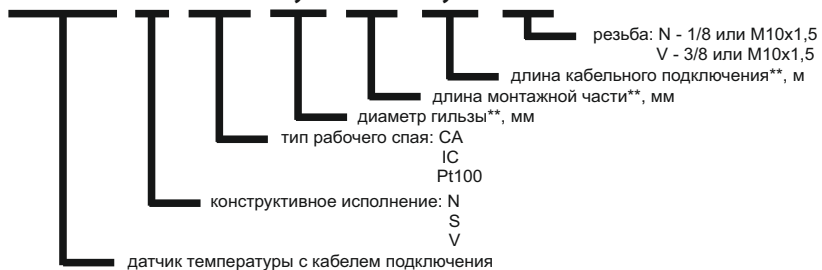 резьба: N - 1/8 или M10x1,5
V - 3/8 или M10x1,5
длина кабельного подключения**, м
длина монтажной части**, мм
диаметр гильзы**, мм
тип рабочего спая: CA
IC
Pt100
конструктивное исполнение: N
S
V
датчик температуры с кабелем подключения